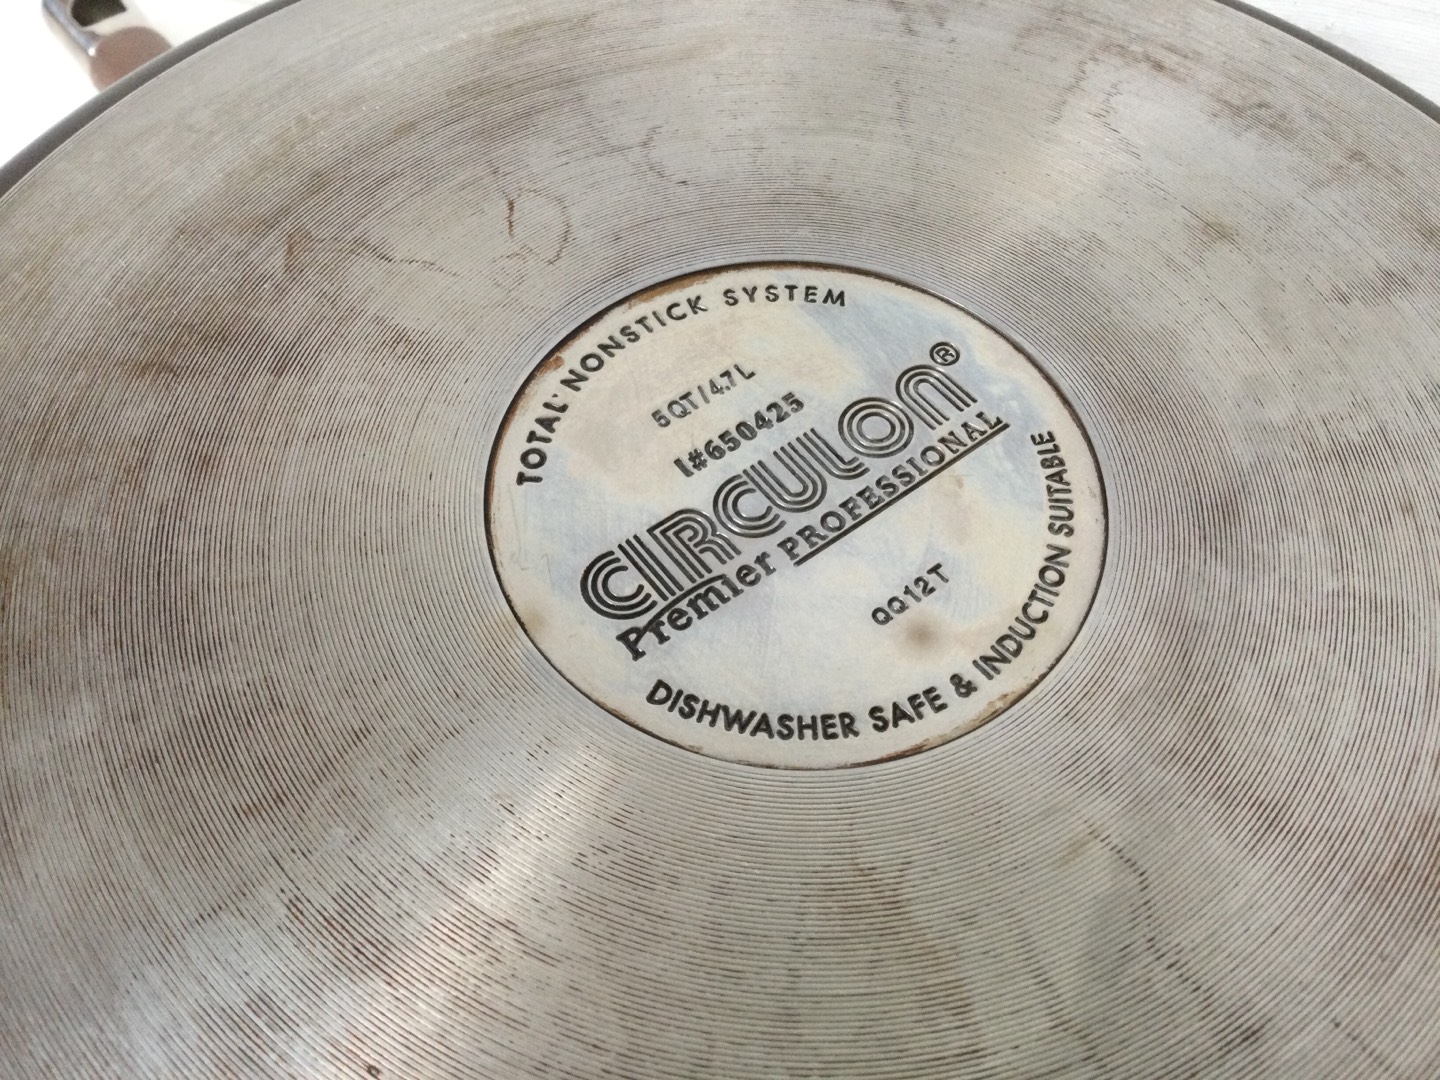 TOTAL® NONSTICK SYSTEM
5QT/4.7L
I#650425
CIRCULON®
Premier PROFESSIONAL
QQ12T
DISHWASHER SAFE & INDUCTION SUITABLE